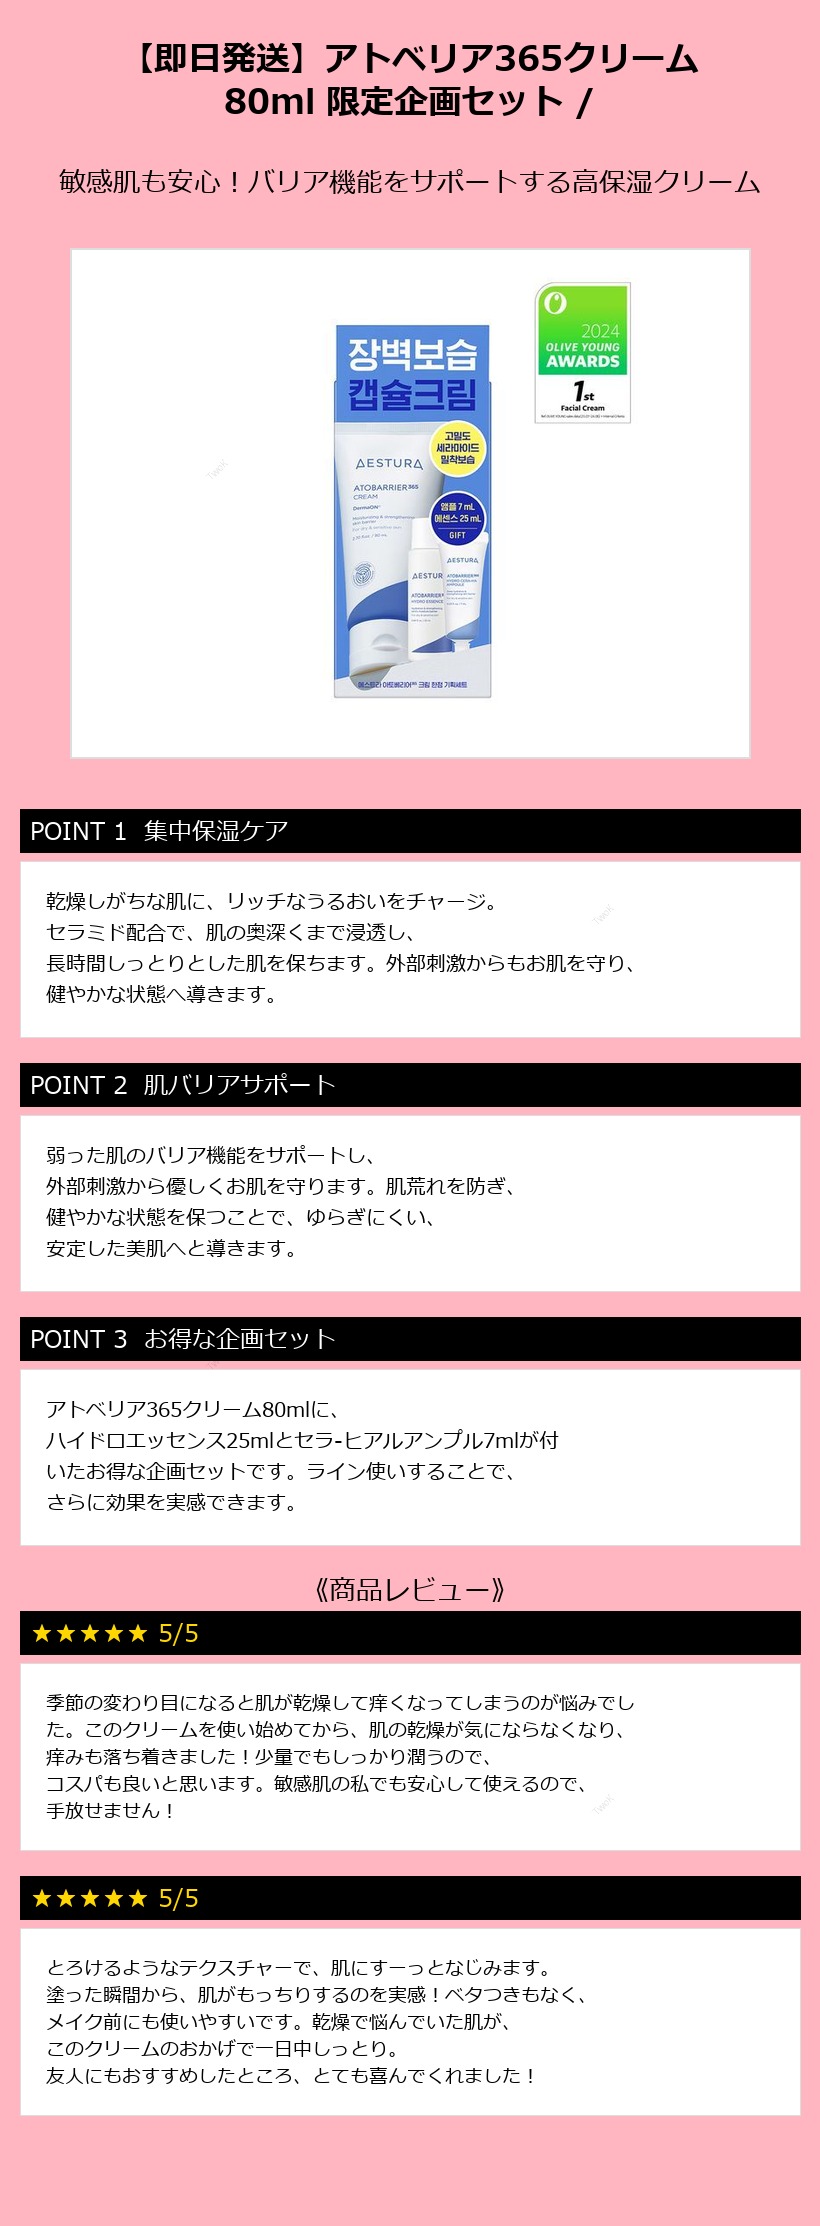 【即日発送】アトベリア365クリーム
80ml 限定企画セット /
敏感肌も安心！バリア機能をサポートする高保湿クリーム
2024
OLIVE YOUNG
AWARDS
1st
Facial Cream
장벽보습
캡슐크림
고밀도
세라마이드
밀착보습
AESTURA
ATOBARRIER365
CREAM
DermaON
Moisturizing & strengthening
skin barrier
For dry & sensitive skin
앰플 7 mL
에센스 25 mL
GIFT
AESTUR
ATOBARRIER
HYDRO ESSENCE
AESTURA
ATOBARRIER365
에스트라 아토베리어365 크림 한정 기획세트
TwoK
POINT 1 集中保湿ケア
乾燥しがちな肌に、リッチなうるおいをチャージ。
セラミド配合で、肌の奥深くまで浸透し、
長時間しっとりとした肌を保ちます。外部刺激からもお肌を守り、
健やかな状態へ導きます。
TwoK
POINT 2 肌バリアサポート
弱った肌のバリア機能をサポートし、
外部刺激から優しくお肌を守ります。肌荒れを防ぎ、
健やかな状態を保つことで、ゆらぎにくい、
安定した美肌へと導きます。
POINT 3 お得な企画セット
アトベリア365クリーム80mlに、
ハイドロエッセンス25mlとセラ-ヒアルアンプル7mlが付
いたお得な企画セットです。ライン使いすることで、
さらに効果を実感できます。
《商品レビュー》
★★★★★ 5/5
季節の変わり目になると肌が乾燥して痒くなってしまうのが悩みでし
た。このクリームを使い始めてから、肌の乾燥が気にならなくなり、
痒みも落ち着きました！少量でもしっかり潤うので、
コスパも良いと思います。敏感肌の私でも安心して使えるので、
手放せません！
TwoK
★★★★★ 5/5
とろけるようなテクスチャーで、肌にすーっとなじみます。
塗った瞬間から、肌がもっちりするのを実感！ベタつきもなく、
メイク前にも使いやすいです。乾燥で悩んでいた肌が、
このクリームのおかげで一日中しっとり。
友人にもおすすめしたところ、とても喜んでくれました！